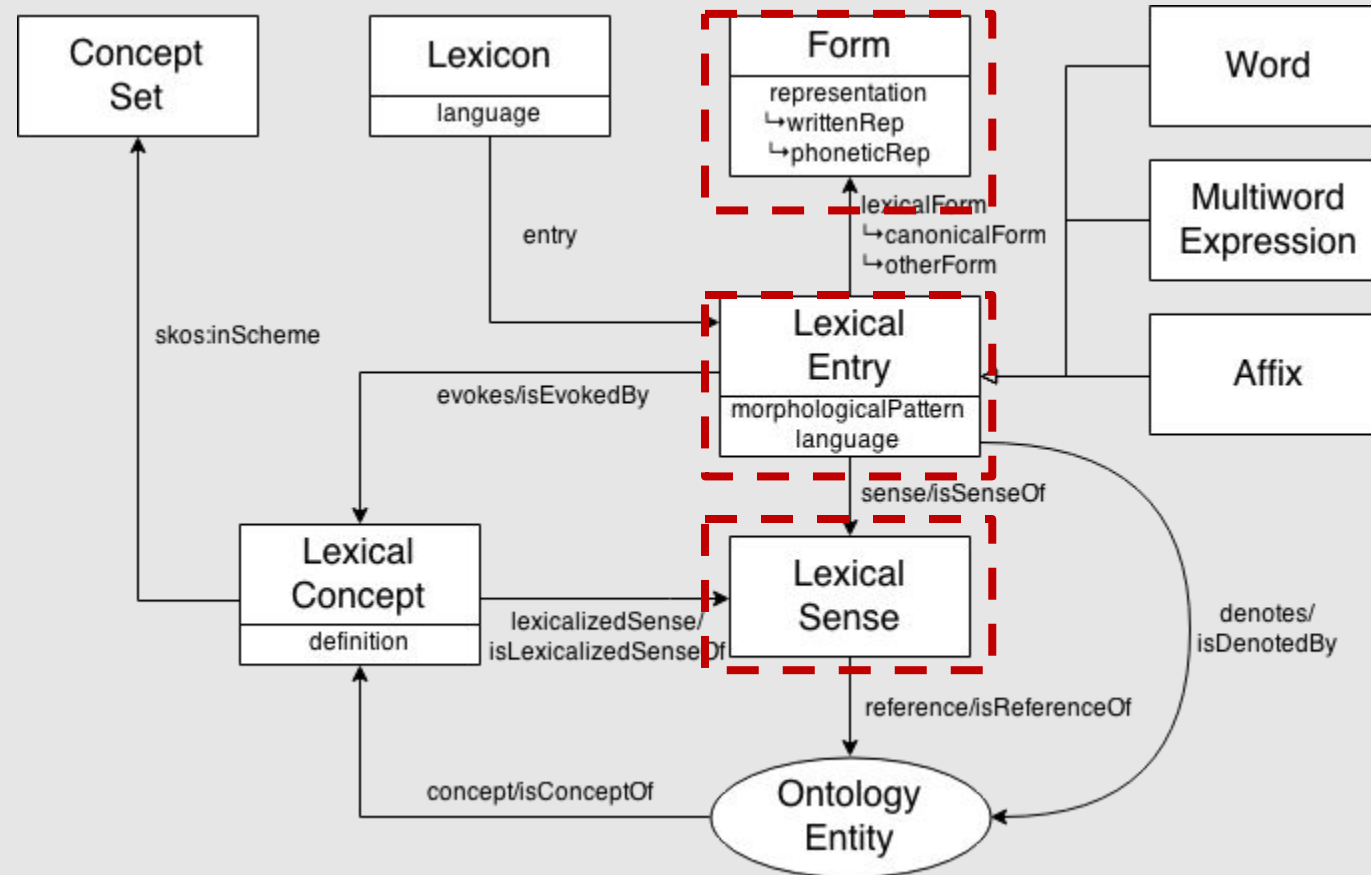 Concept
Set
Lexicon
language
Form
representation
↳writtenRep
↳phoneticRep
Word
Multiword
Expression
Affix
entry
lexicalForm
↳canonicalForm
↳otherForm
skos:inScheme
Lexical
Entry
morphologicalPattern
language
evokes/isEvokedBy
sense/isSenseOf
Lexical
Concept
definition
lexicalizedSense/
isLexicalizedSenseOf
Lexical
Sense
denotes/
isDenotedBy
reference/isReferenceOf
concept/isConceptOf
Ontology
Entity